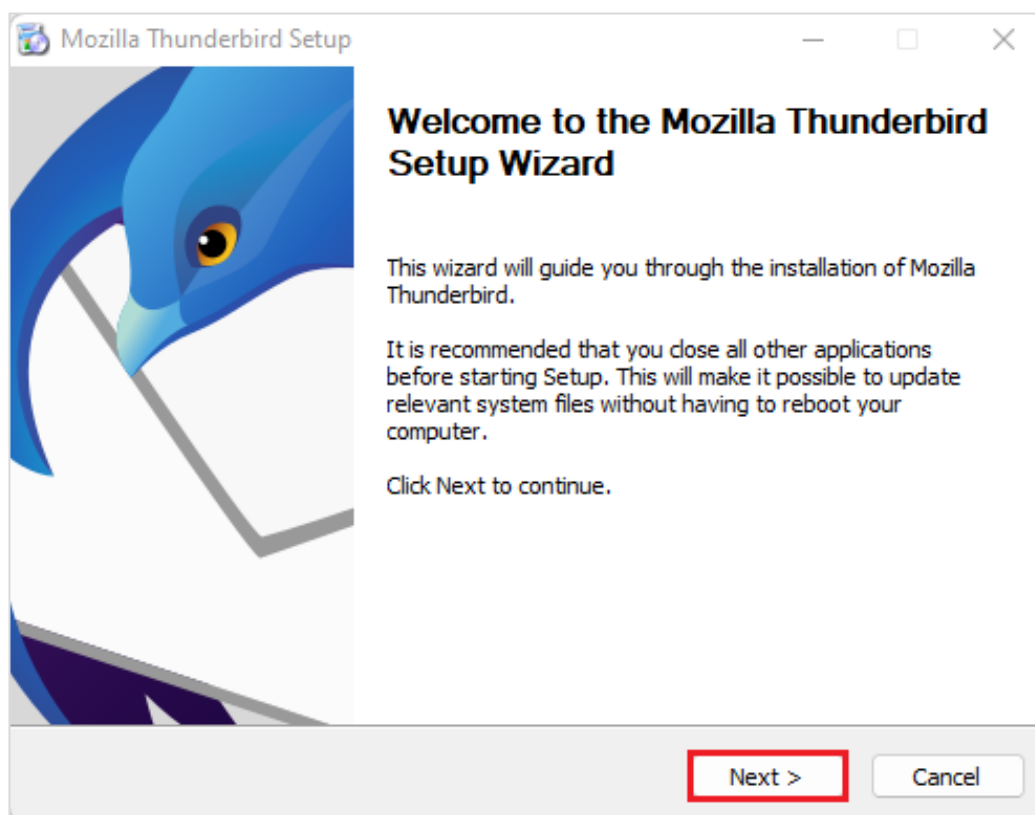 Mozilla Thunderbird Setup
Welcome to the Mozilla Thunderbird
Setup Wizard
This wizard will guide you through the installation of Mozilla
Thunderbird.
It is recommended that you close all other applications
before starting Setup. This will make it possible to update
relevant system files without having to reboot your
computer.
Click Next to continue.
Next >
Cancel